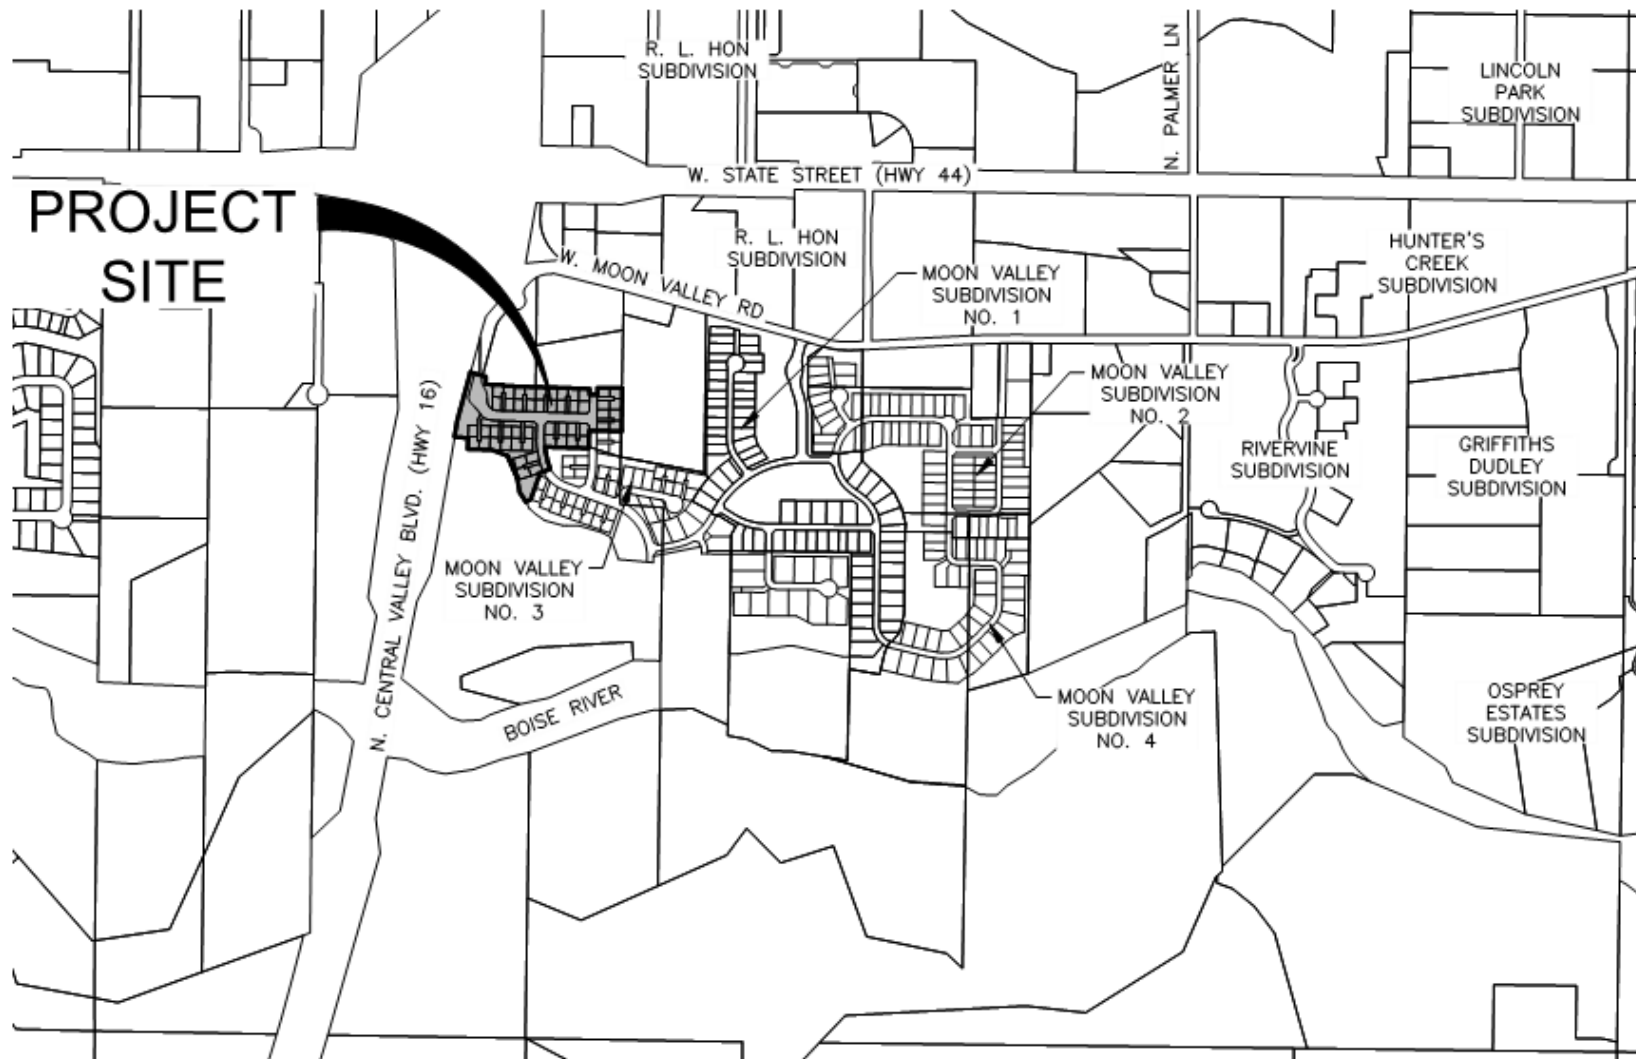 R. L. HON
SUBDIVISION
N. PALMER LN
LINCOLN
PARK
SUBDIVISION
W. STATE STREET (HWY 44)
PROJECT
SITE
R. L. HON
SUBDIVISION
HUNTER'S
CREEK
SUBDIVISION
W. MOON VALLEY RD
MOON VALLEY
SUBDIVISION
NO. 1
MOON VALLEY
SUBDIVISION
NO. 2
N. CENTRAL VALLEY BLVD. (HWY 16)
RIVERVINE
SUBDIVISION
GRIFFITHS
DUDLEY
SUBDIVISION
MOON VALLEY
SUBDIVISION
NO. 3
BOISE RIVER
MOON VALLEY
SUBDIVISION
NO. 4
OSPREY
ESTATES
SUBDIVISION